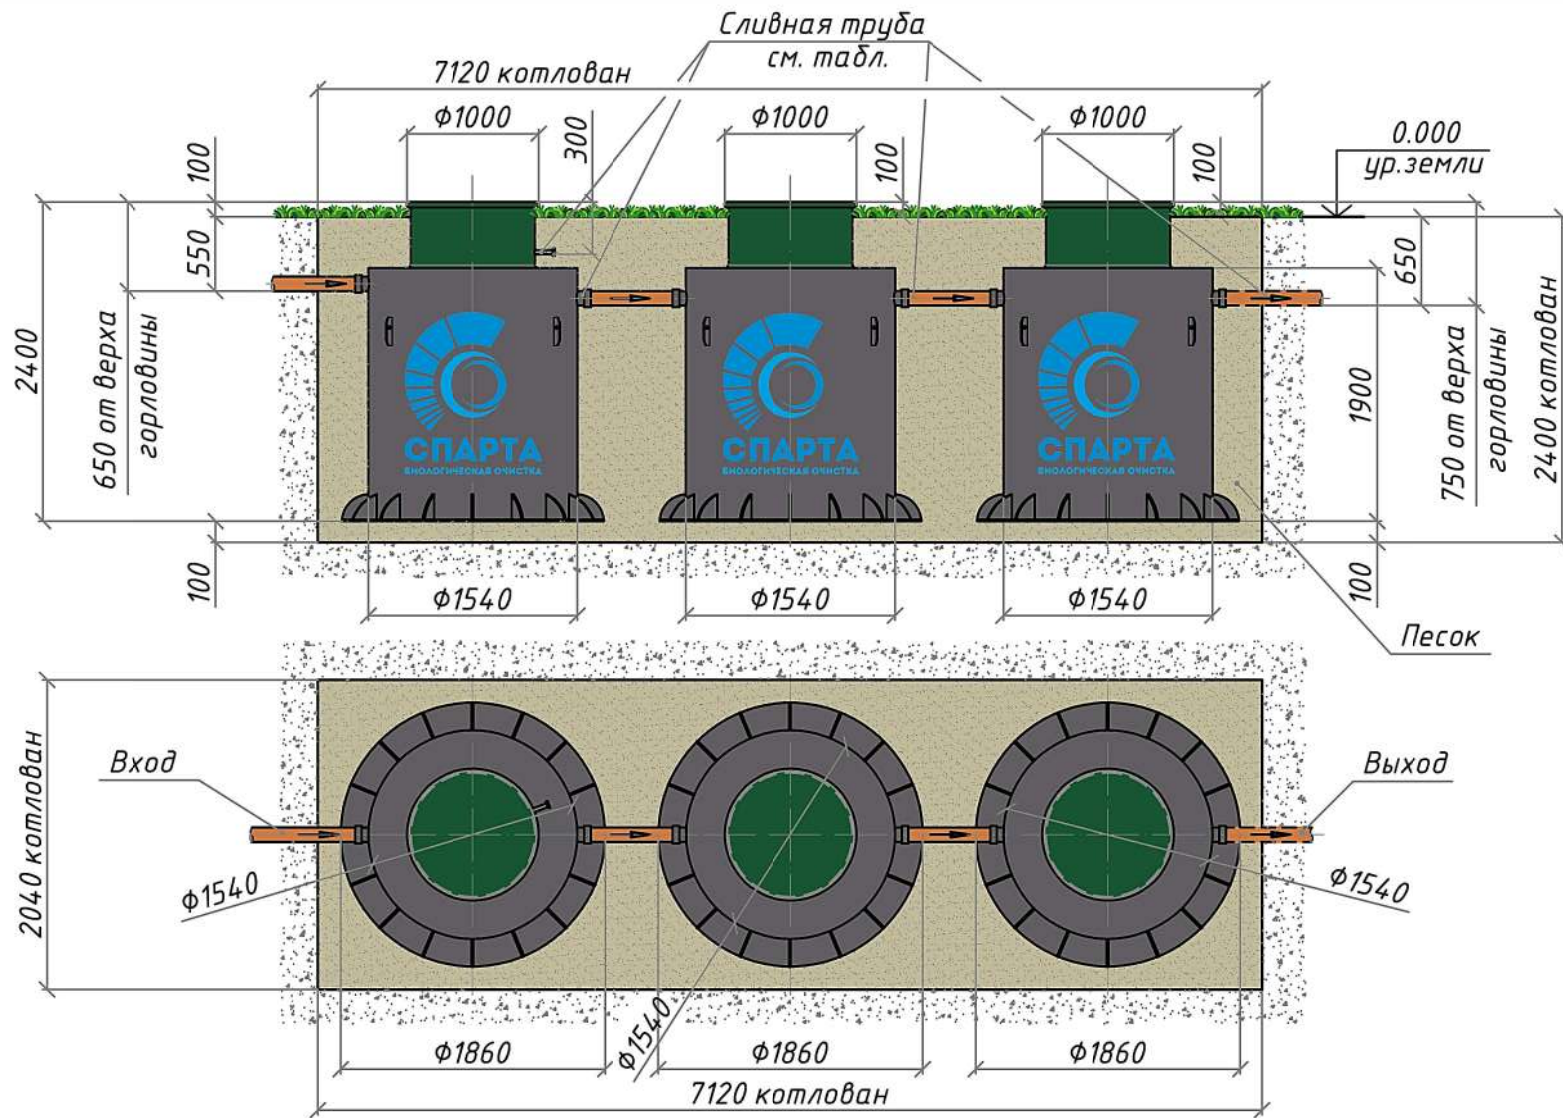 Сливная труба
см. табл.
7120 котлован
ф1000
ф1000
ф1000
300
100
100
100
0.000
ур.земли
2400
650 от верха
горловины
550
100
СПАРТА
БИОЛОГИЧЕСКАЯ ОЧИСТКА
СПАРТА
БИОЛОГИЧЕСКАЯ ОЧИСТКА
СПАРТА
БИОЛОГИЧЕСКАЯ ОЧИСТКА
650
1900
750 от верха
горловины
2400 котлован
100
ф1540
ф1540
ф1540
Песок
2040 котлован
Вход
Выход
ф1540
ф1540
ф1540
ф1860
ф1860
ф1860
7120 котлован